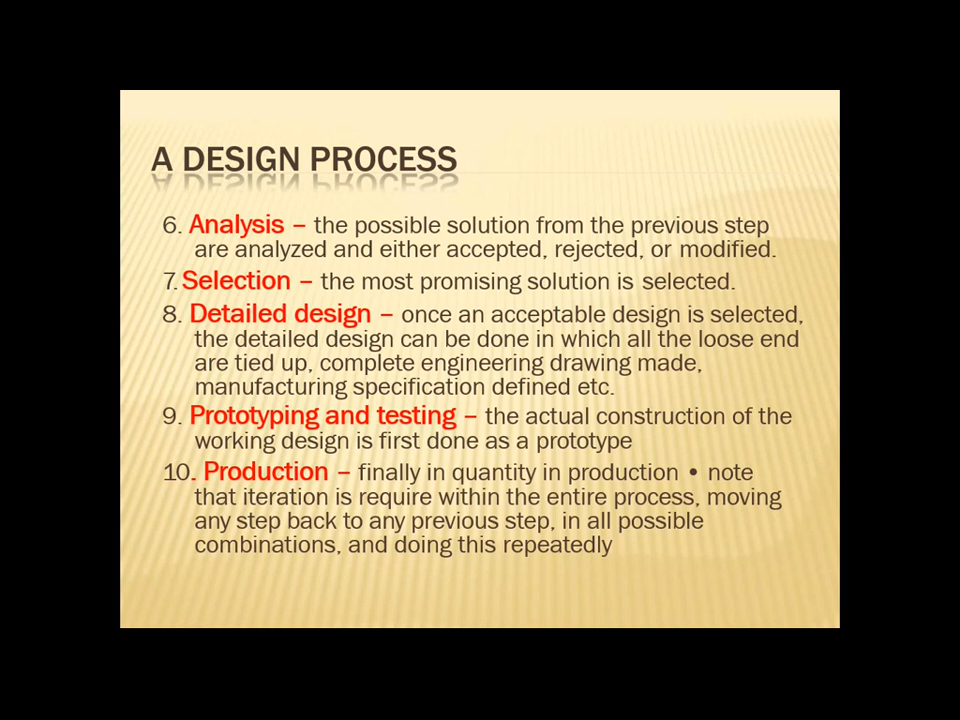 A DESIGN PROCESS
6. Analysis – the possible solution from the previous step
are analyzed and either accepted, rejected, or modified.
7. Selection – the most promising solution is selected.
8. Detailed design – once an acceptable design is selected,
the detailed design can be done in which all the loose end
are tied up, complete engineering drawing made,
manufacturing specification defined etc.
9. Prototyping and testing – the actual construction of the
working design is first done as a prototype
10. Production – finally in quantity in production • note
that iteration is require within the entire process, moving
any step back to any previous step, in all possible
combinations, and doing this repeatedly